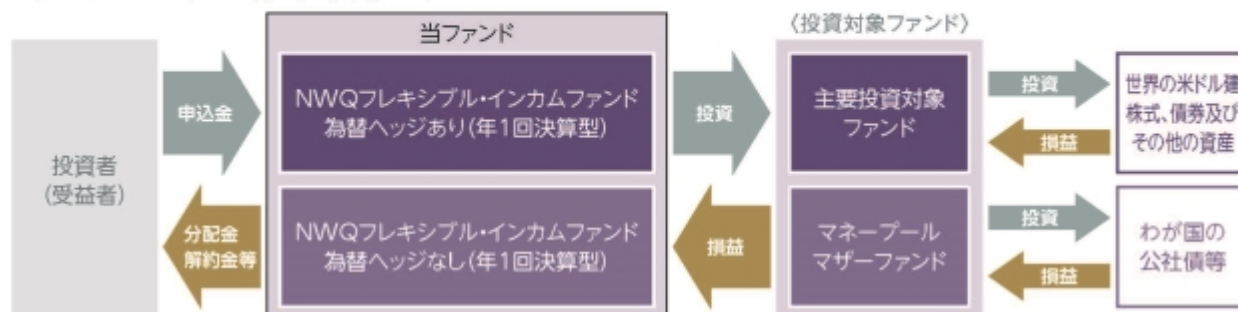 投資者
(受益者)
申込金
分配金
解約金等
当ファンド
NWQフレキシブル・インカムファンド
為替ヘッジあり(年1回決算型)
NWQフレキシブル・インカムファンド
為替ヘッジなし(年1回決算型)
投資
損益
〈投資対象ファンド〉
主要投資対象
ファンド
マネープール
マザーファンド
投資
損益
投資
損益
世界の米ドル建
株式、債券及び
その他の資産
わが国の
公社債等